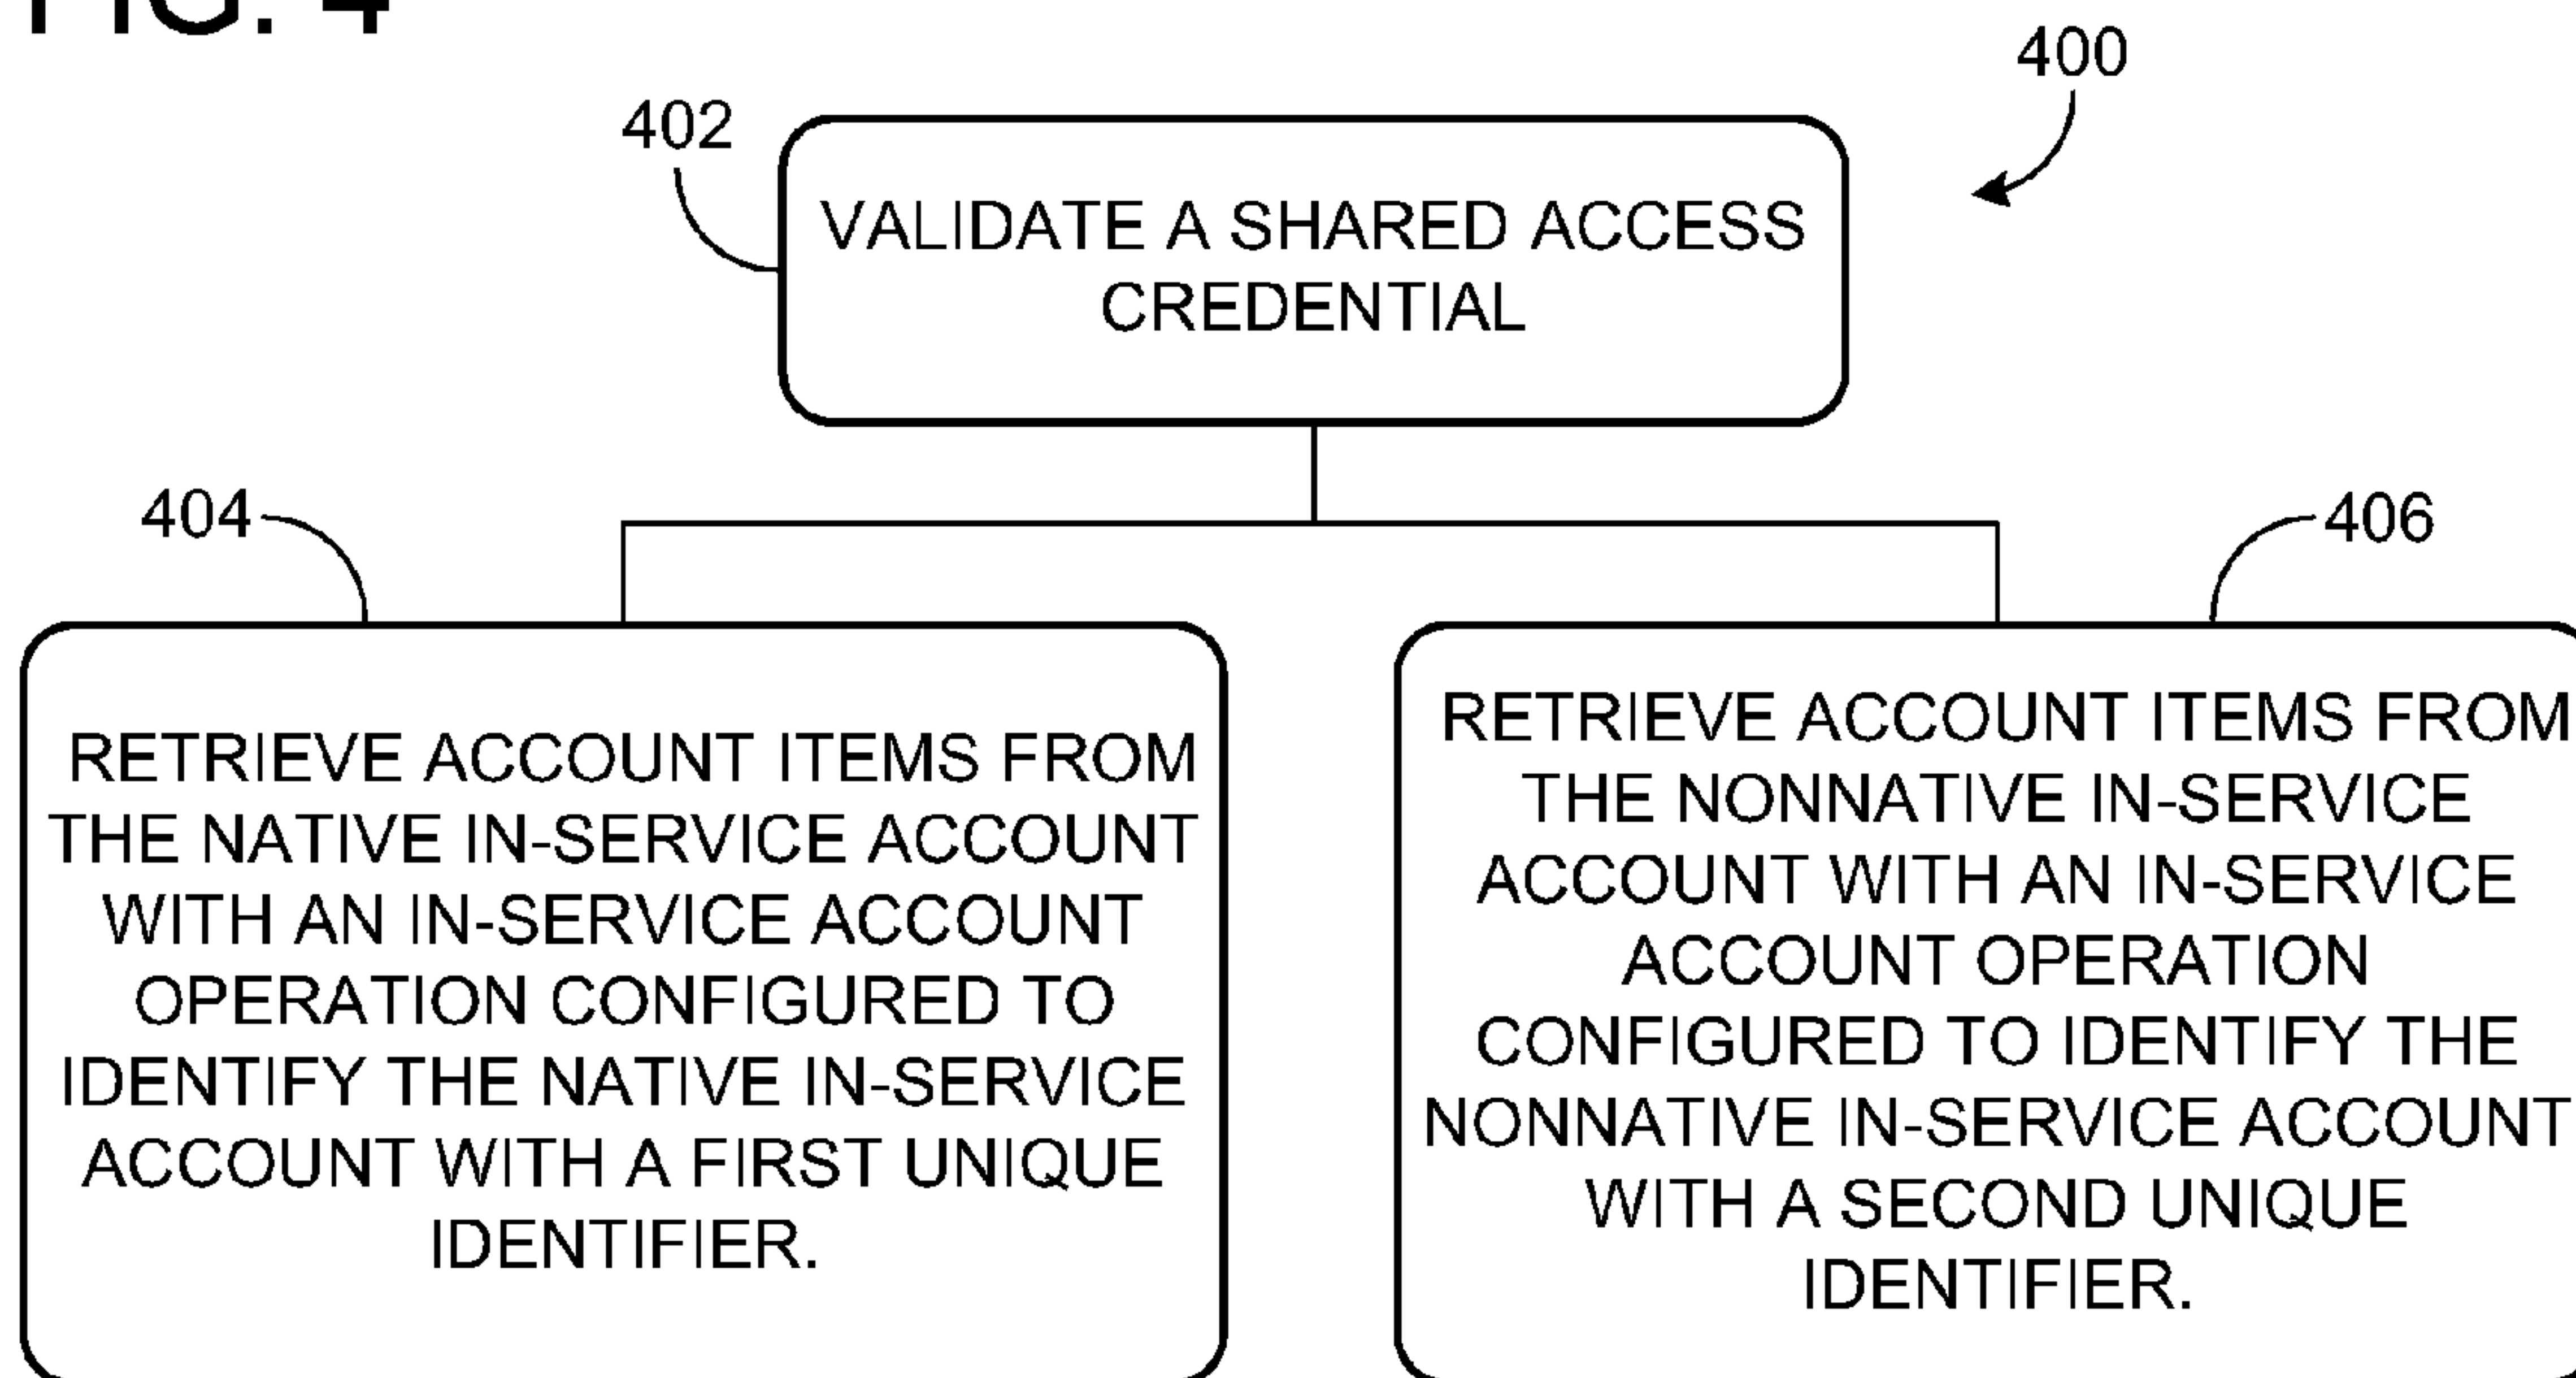 FIG. 4
400
402
VALIDATE A SHARED ACCESS
CREDENTIAL
404
406
RETRIEVE ACCOUNT ITEMS FROM
THE NATIVE IN-SERVICE ACCOUNT
WITH AN IN-SERVICE ACCOUNT
OPERATION CONFIGURED TO
IDENTIFY THE NATIVE IN-SERVICE
ACCOUNT WITH A FIRST UNIQUE
IDENTIFIER.
RETRIEVE ACCOUNT ITEMS FROM
THE NONNATIVE IN-SERVICE
ACCOUNT WITH AN IN-SERVICE
ACCOUNT OPERATION
CONFIGURED TO IDENTIFY THE
NONNATIVE IN-SERVICE ACCOUNT
WITH A SECOND UNIQUE
IDENTIFIER.